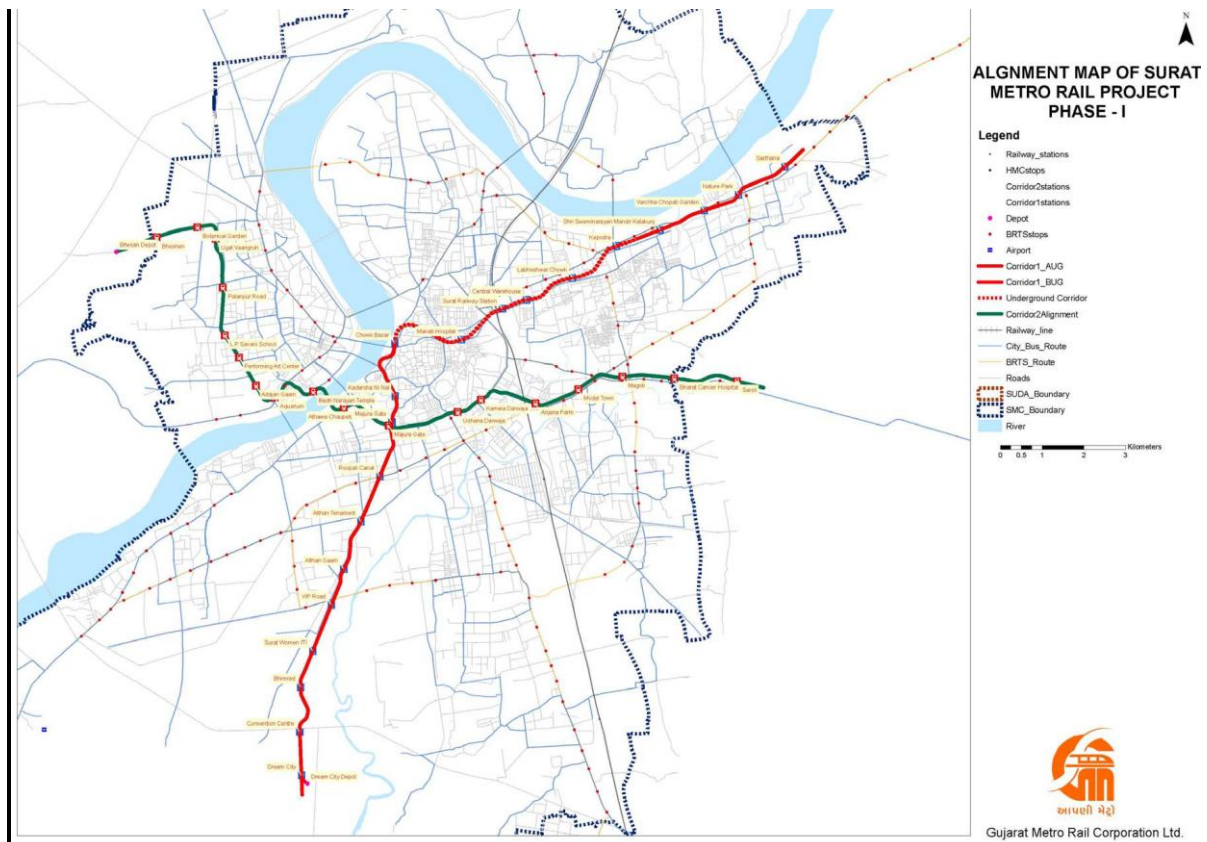 N
ALGNMENT MAP OF SURAT
METRO RAIL PROJECT
PHASE - I
Legend
Railway_stations
HMCstops
Corridor2stations
Corridor1stations
Depot
BRTSstops
Airport
Corridor1_AUG
Corridor1_BUG
Underground Corridor
Corridor2Alignment
Railway_line
City_Bus_Route
BRTS_Route
Roads
SUDA_Boundary
SMC_Boundary
River
Kilometers
0 0.5 1 2 3
Sarthana
Nature Park
Varchha Chopati Garden
Shri Swaminarayan Mandir Kalakunj
Kapodra
Labheshwar Chowk
Central Warehouse
Surat Railway Station
Maskati Hospital
Chowk Bazar
Kadarsha Ni Nal
Majura Gate
Majura Gate
Roopali Canal
Althan Tenament
Althan Gaam
VIP Road
Surat Women ITI
Bhimrad
Convention Centre
Dream City
Dream City Depot
Bhesan Depot
Bheshan
Botanical Garden
Ugat Vaarigruh
Palanpur Road
L.P Savani School
Performing Art Center
Adajan Gaam
Aquarium
Badri Narayan Temple
Athwa Chaupati
Udhana Darwaja
Kamela Darwaja
Anjana Farm
Model Town
Magob
Bharat Cancer Hospital
Saroli
આપણી મેટ્રો
Gujarat Metro Rail Corporation Ltd.